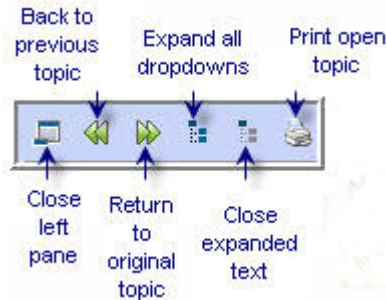 Back to
previous
topic
Expand all
dropdowns
Print open
topic
Close
left
pane
Return
to
original
topic
Close
expanded
text